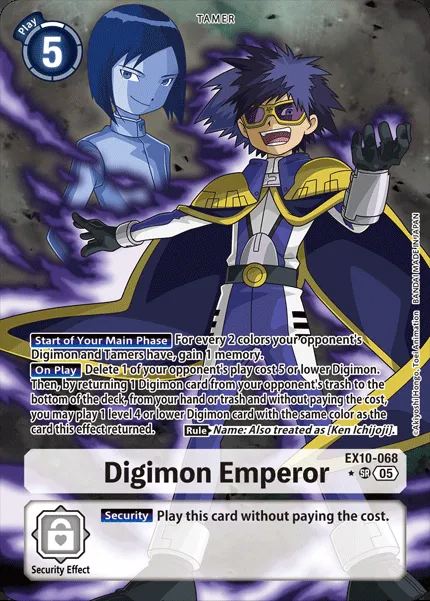 TAMER
Play
5
Start of Your Main Phase For every 2 colors your opponent's
Digimon and Tamers have, gain 1 memory.
On Play Delete 1 of your opponent's play cost 5 or lower Digimon.
Then, by returning 1 Digimon card from your opponent's trash to the
bottom of the deck, from your hand or trash and without paying the cost,
you may play 1 level 4 or lower Digimon card with the same color as the
card this effect returned. Rule Name: Also treated as [Ken Ichijoji].
©Akiyoshi Hongo, Toei Animation BANDAI MADE IN JAPAN
EX10-068
Digimon Emperor
★ SR 05
Security Play this card without paying the cost.
Security Effect